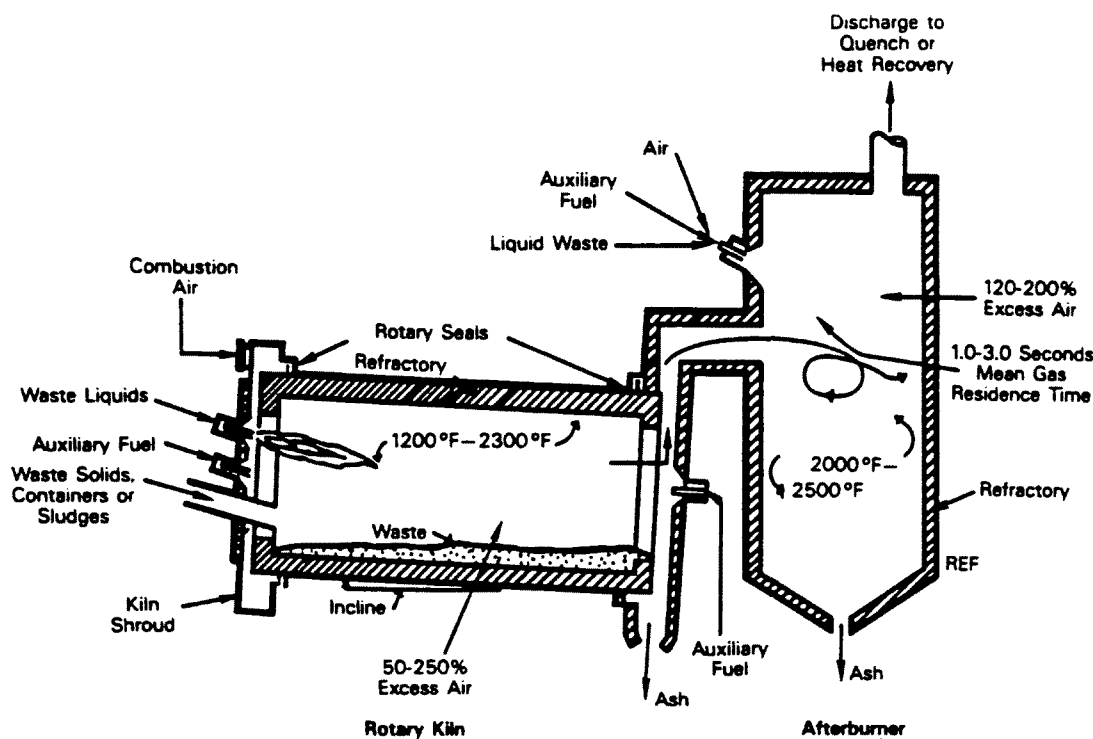 Discharge to
Quench or
Heat Recovery
Air
Auxiliary
Fuel
Liquid Waste
Combustion
Air
120-200%
Excess Air
Rotary Seals
Refractory
1.0-3.0 Seconds
Mean Gas
Residence Time
Waste Liquids
1200°F-2300°F
Auxiliary Fuel
Waste Solids,
Containers or
Sludges
2000°F-
2500°F
Refractory
Waste
REF
Kiln
Shroud
Incline
Auxiliary
Fuel
50-250%
Excess Air
Ash
Ash
Rotary Kiln
Afterburner